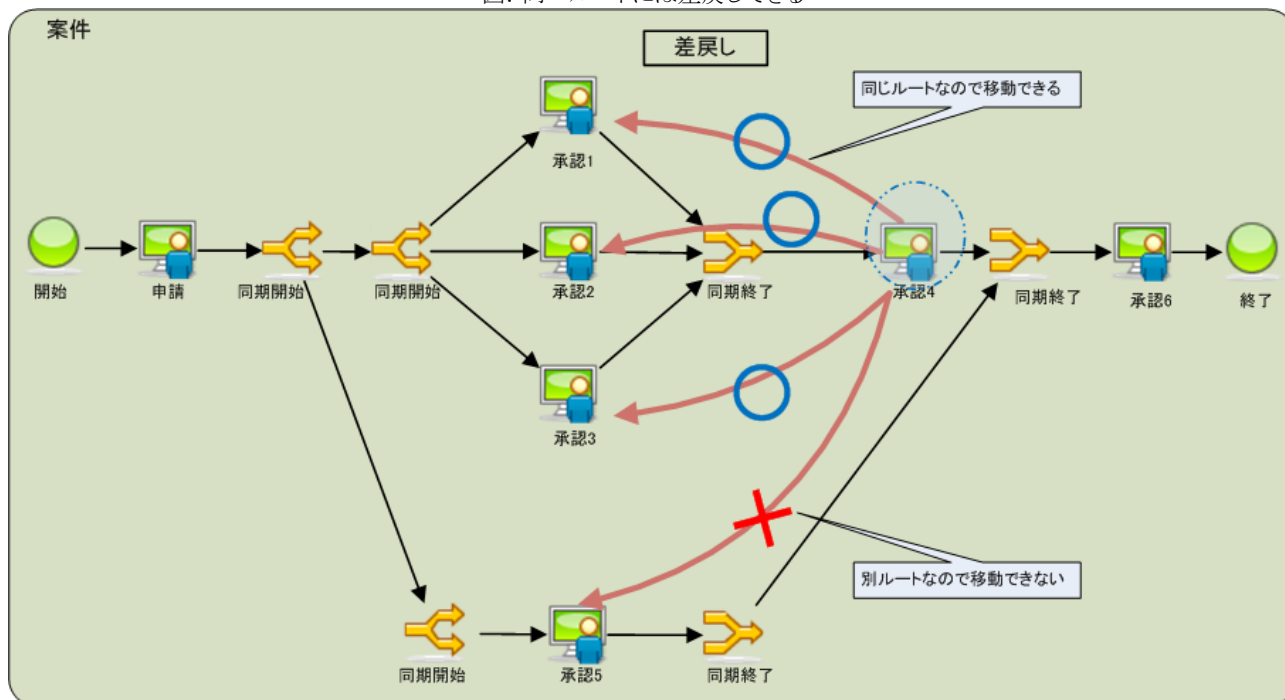 案件
差戻し
同じルートなので移動できる
承認1
開始
申請
同期開始
同期開始
承認2
同期終了
承認4
同期終了
承認6
終了
承認3
別ルートなので移動できない
同期開始
承認5
同期終了